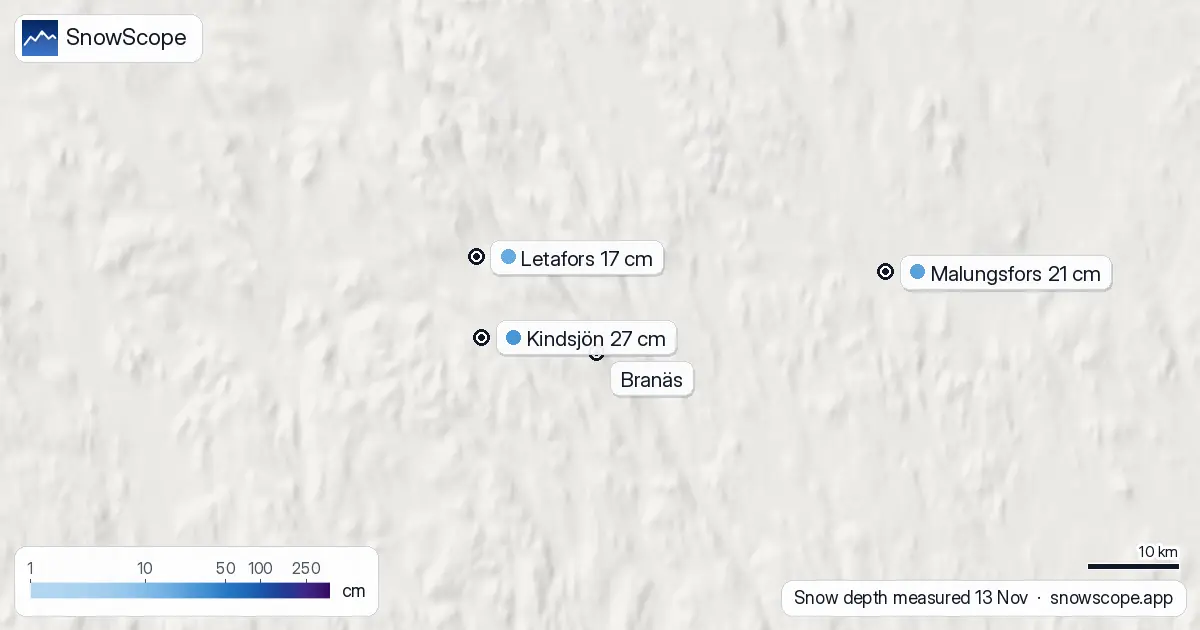 SnowScope
Letafors 17 cm
Malungsfors 21 cm
Kindsjön 27 cm
Branäs
10 km
1 10 50 100 250
cm
Snow depth measured 13 Nov · snowscope.app